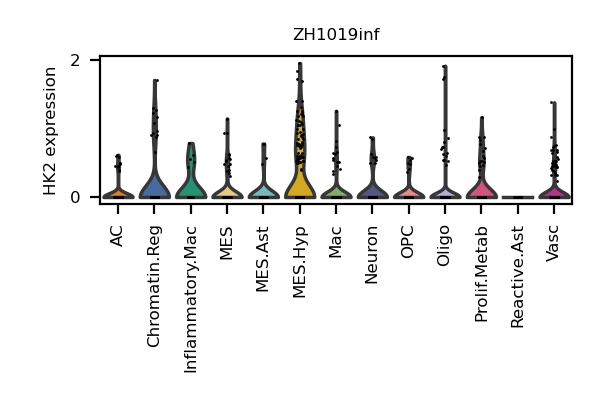 ZH1019inf
HK2 expression
2
0
AC
Chromatin.Reg
Inflammatory.Mac
MES
MES.Ast
MES.Hyp
Mac
Neuron
OPC
Oligo
Prolif.Metab
Reactive.Ast
Vasc